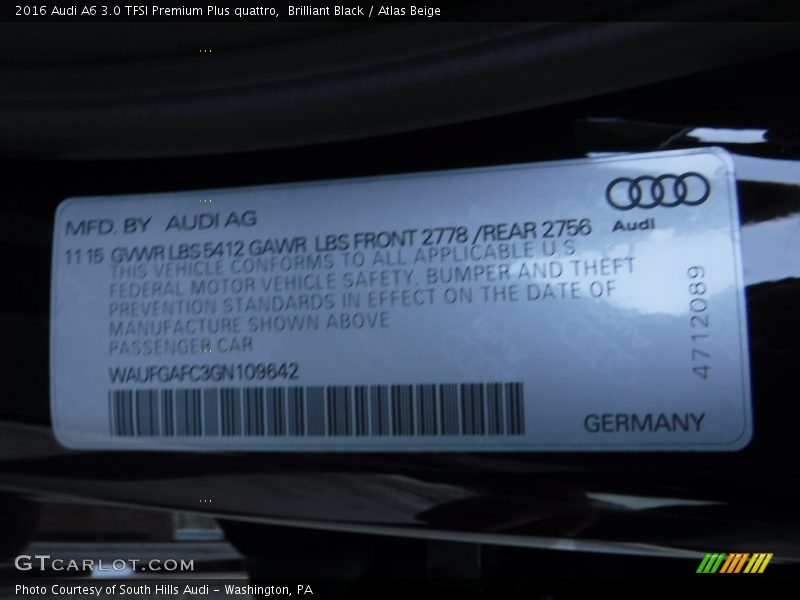 2016 Audi A6 3.0 TFSI Premium Plus quattro,  Brilliant Black / Atlas Beige
MFD. BY AUDI AG
Audi
11 15 GVWR LBS 5412 GAWR LBS FRONT 2778 /REAR 2756
THIS VEHICLE CONFORMS TO ALL APPLICABLE U S
FEDERAL MOTOR VEHICLE SAFETY, BUMPER AND THEFT
PREVENTION STANDARDS IN EFFECT ON THE DATE OF
MANUFACTURE SHOWN ABOVE
PASSENGER CAR
WAUFGAFC3GN109642
4712089
GERMANY
GTCARLOT.COM
Photo Courtesy of South Hills Audi - Washington, PA